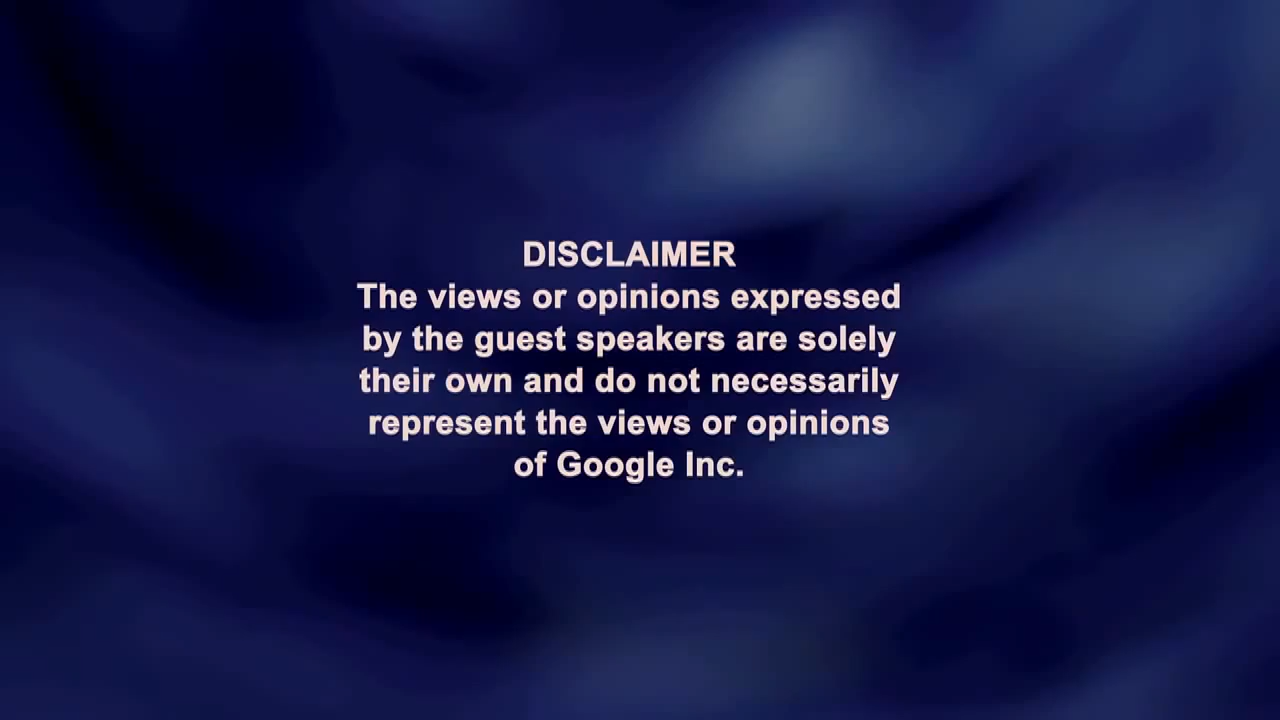 DISCLAIMER
The views or opinions expressed
by the guest speakers are solely
their own and do not necessarily
represent the views or opinions
of Google Inc.